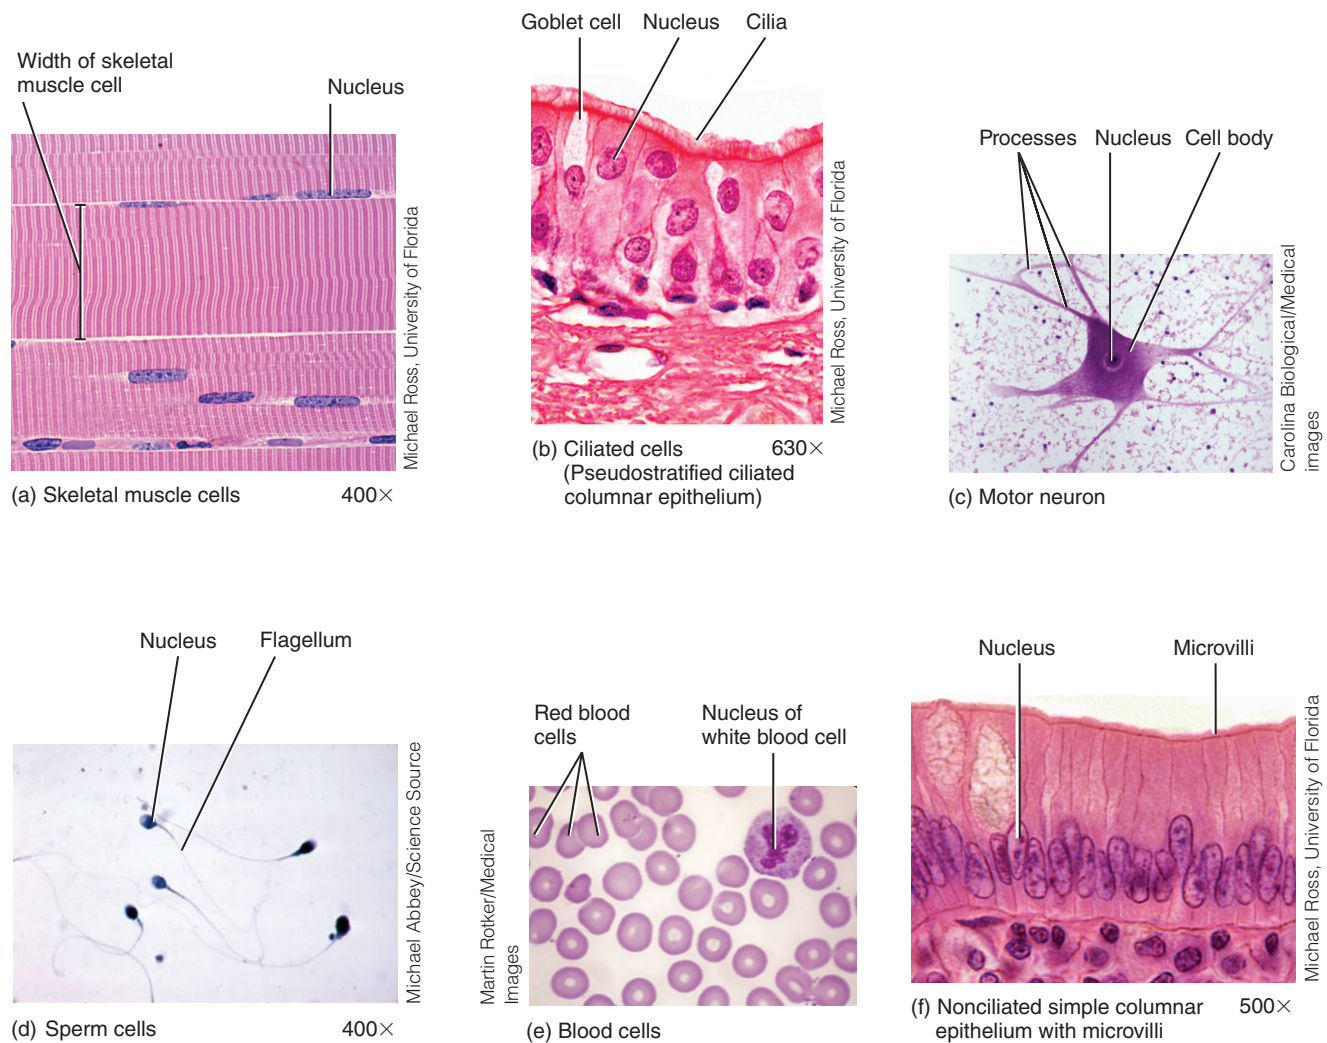 Width of skeletal
muscle cell
Nucleus
Michael Ross, University of Florida
(a) Skeletal muscle cells 400×
Goblet cell Nucleus Cilia
Michael Ross, University of Florida
(b) Ciliated cells 630×
(Pseudostratified ciliated
columnar epithelium)
Processes Nucleus Cell body
Carolina Biological/Medical
images
(c) Motor neuron
Nucleus Flagellum
Michael Abbey/Science Source
(d) Sperm cells 400×
Red blood
cells
Nucleus of
white blood cell
Martin Rotker/Medical
Images
(e) Blood cells
Nucleus Microvilli
Michael Ross, University of Florida
(f) Nonciliated simple columnar 500×
epithelium with microvilli